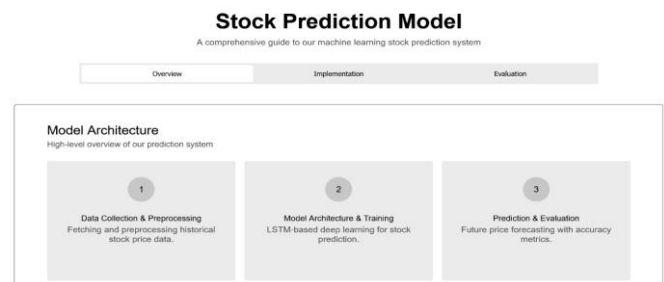 Stock Prediction Model
A comprehensive guide to our machine learning stock prediction system
Overview
Implementation
Evaluation
Model Architecture
High-level overview of our prediction system
1
Data Collection & Preprocessing
Fetching and preprocessing historical
stock price data.
2
Model Architecture & Training
LSTM-based deep learning for stock
prediction.
3
Prediction & Evaluation
Future price forecasting with accuracy
metrics.